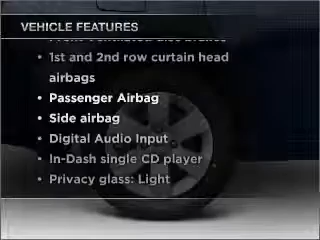 VEHICLE FEATURES
• 1st and 2nd row curtain head
airbags
• Passenger Airbag
• Side airbag
• Digital Audio Input
• In-Dash single CD player
• Privacy glass: Light